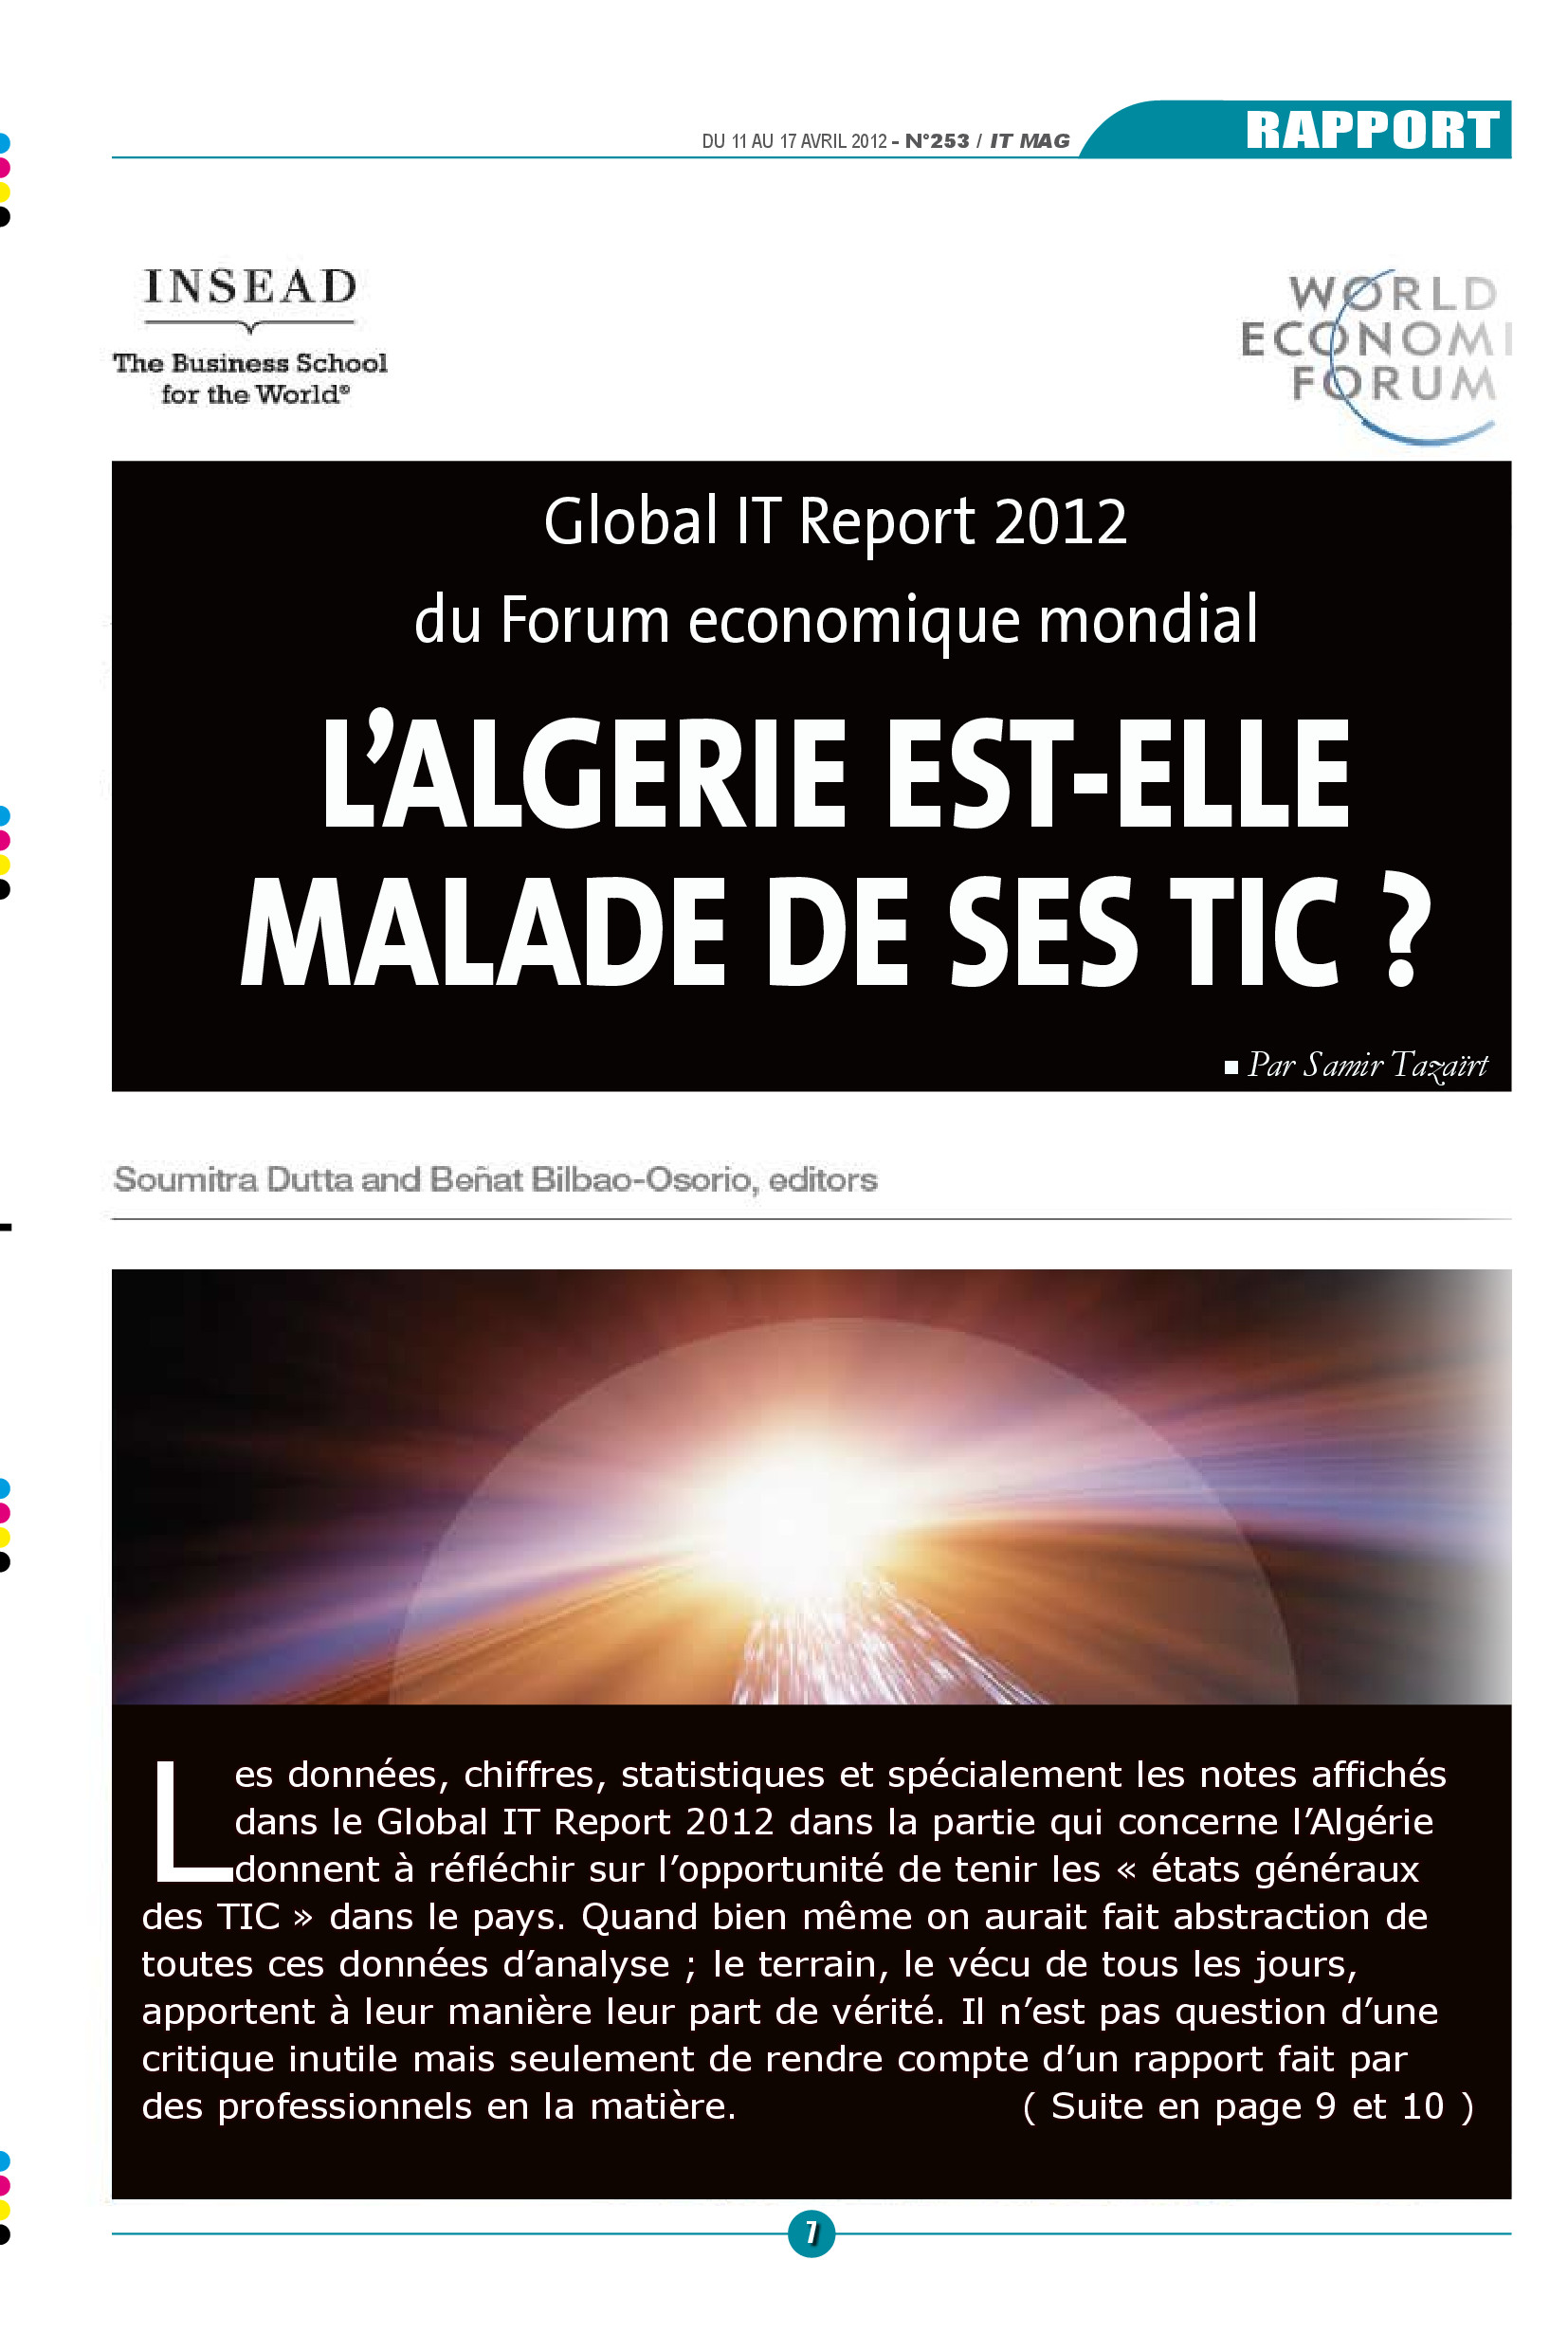 DU 11 AU 17 AVRIL 2012 - N°253 / IT MAG
RAPPORT
INSEAD
The Business School
for the World®
WORLD
ECONOMI
FORUM
Global IT Report 2012
du Forum economique mondial
L’ALGERIE EST-ELLE
MALADE DE SES TIC ?
Par Samir Tazaïrt
Soumitra Dutta and Beñat Bilbao-Osorio, editors
Les données, chiffres, statistiques et spécialement les notes affichés
dans le Global IT Report 2012 dans la partie qui concerne l’Algérie
donnent à réfléchir sur l’opportunité de tenir les « états généraux
des TIC » dans le pays. Quand bien même on aurait fait abstraction de
toutes ces données d’analyse ; le terrain, le vécu de tous les jours,
apportent à leur manière leur part de vérité. Il n’est pas question d’une
critique inutile mais seulement de rendre compte d’un rapport fait par
des professionnels en la matière. ( Suite en page 9 et 10 )
7